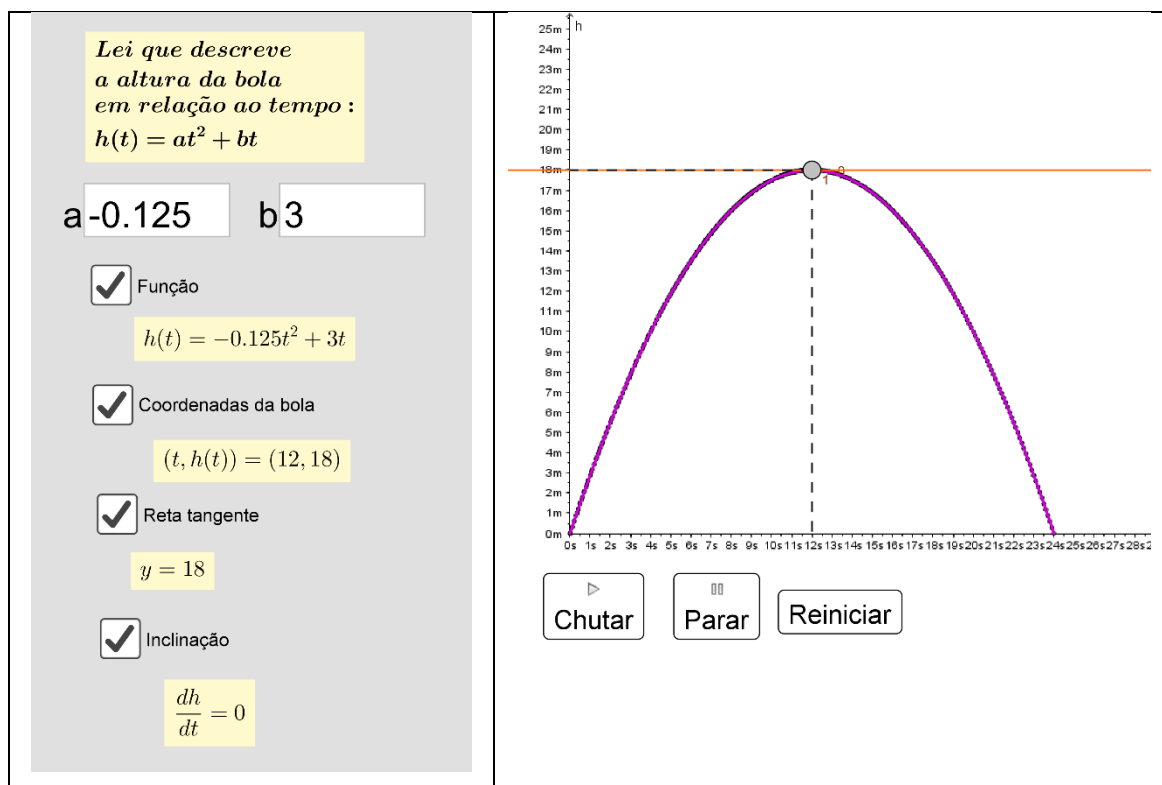 Lei que descreve
a altura da bola
em relação ao tempo :
h(t) = at² + bt
a -0.125 b 3
Função
h(t) = −0.125t² + 3t
Coordenadas da bola
(t, h(t)) = (12, 18)
Reta tangente
y = 18
Inclinação
dh
dt
= 0
h
25m
24m
23m
22m
21m
20m
19m
18m
17m
16m
15m
14m
13m
12m
11m
10m
9m
8m
7m
6m
5m
4m
3m
2m
1m
0m
0
1
0s 1s 2s 3s 4s 5s 6s 7s 8s 9s 10s 11s 12s 13s 14s 15s 16s 17s 18s 19s 20s 21s 22s 23s 24s 25s 26s 27s 28s
Chutar
Parar
Reiniciar